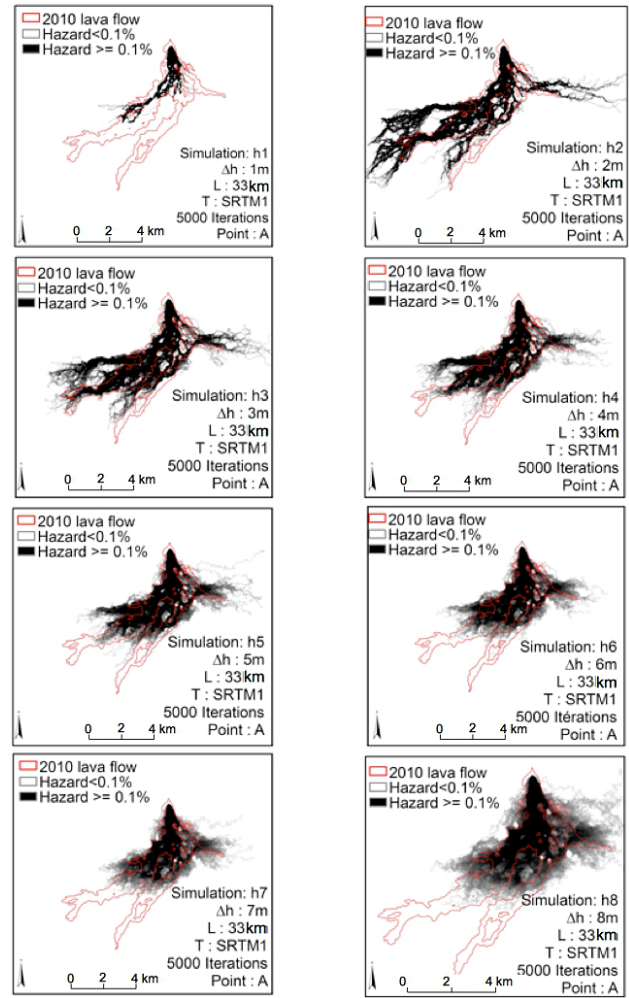 2010 lava flow
Hazard<0.1%
Hazard >= 0.1%
Simulation: h1
Δh : 1m
L : 33km
T : SRTM1
5000 Iterations
Point : A
0 2 4 km
2010 lava flow
Hazard<0.1%
Hazard >= 0.1%
Simulation: h2
Δh : 2m
L : 33km
T : SRTM1
5000 Iterations
Point : A
0 2 4 km
2010 lava flow
Hazard<0.1%
Hazard >= 0.1%
Simulation: h3
Δh : 3m
L : 33km
T : SRTM1
5000 Iterations
Point : A
0 2 4 km
2010 lava flow
Hazard<0.1%
Hazard >= 0.1%
Simulation: h4
Δh : 4m
L : 33km
T : SRTM1
5000 Iterations
Point : A
0 2 4 km
2010 lava flow
Hazard<0.1%
Hazard >= 0.1%
Simulation: h5
Δh : 5m
L : 33km
T : SRTM1
5000 Iterations
Point : A
0 2 4 km
2010 lava flow
Hazard<0.1%
Hazard >= 0.1%
Simulation: h6
Δh : 6m
L : 33km
T : SRTM1
5000 Itérations
Point : A
0 2 4 km
2010 lava flow
Hazard<0.1%
Hazard >= 0.1%
Simulation: h7
Δh : 7m
L : 33km
T : SRTM1
5000 Iterations
Point : A
0 2 4 km
2010 lava flow
Hazard<0.1%
Hazard >= 0.1%
Simulation: h8
Δh : 8m
L : 33km
T : SRTM1
5000 Iterations
Point : A
0 2 4 km